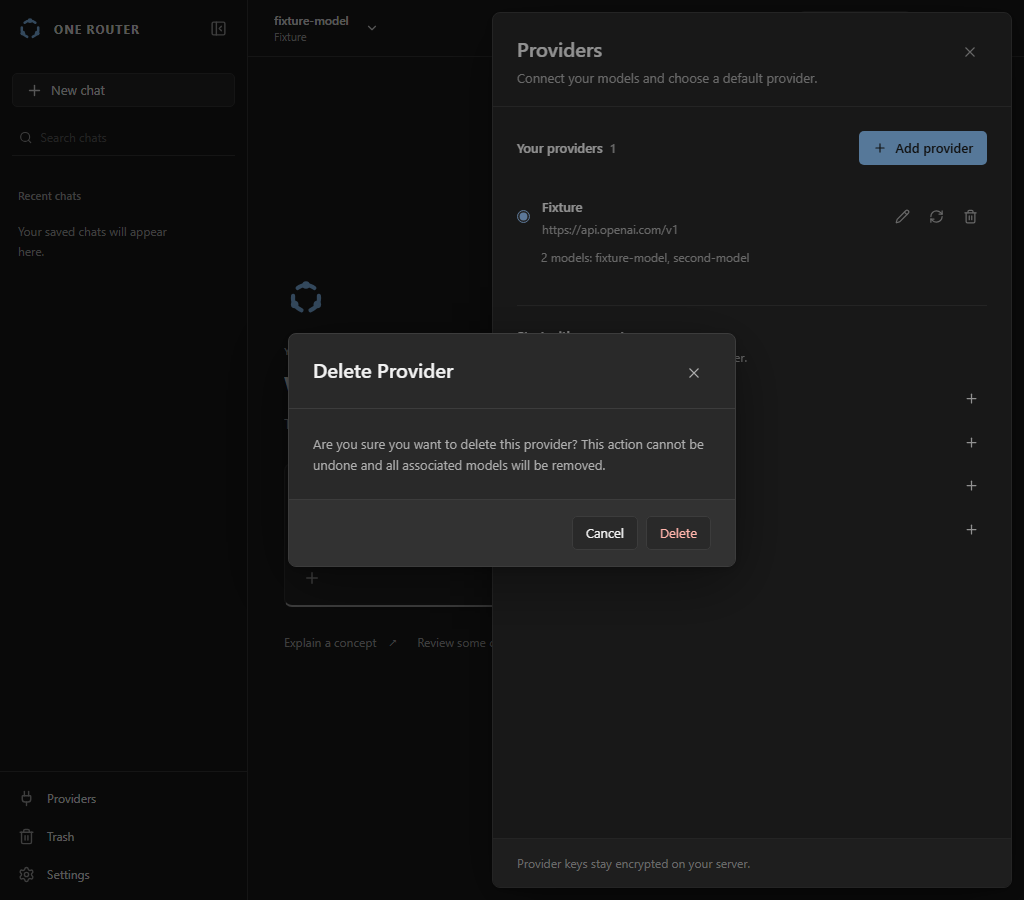 ONE ROUTER
New chat
Search chats
Recent chats
Your saved chats will appear
here.
Providers
Trash
Settings
fixture-model
Fixture
Explain a concept
Review some
Providers
Connect your models and choose a default provider.
Your providers 1
Add provider
Fixture
https://api.openai.com/v1
2 models: fixture-model, second-model
Delete Provider
Are you sure you want to delete this provider? This action cannot be
undone and all associated models will be removed.
Cancel
Delete
Provider keys stay encrypted on your server.